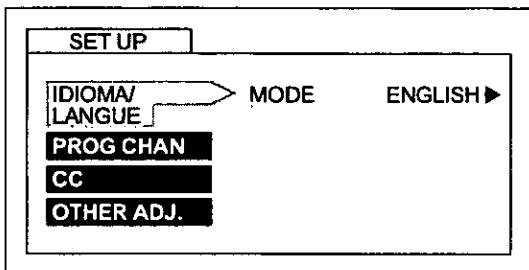 SET UP
IDIOMA/ MODE ENGLISH ▶
LANGUE
PROG CHAN
CC
OTHER ADJ.